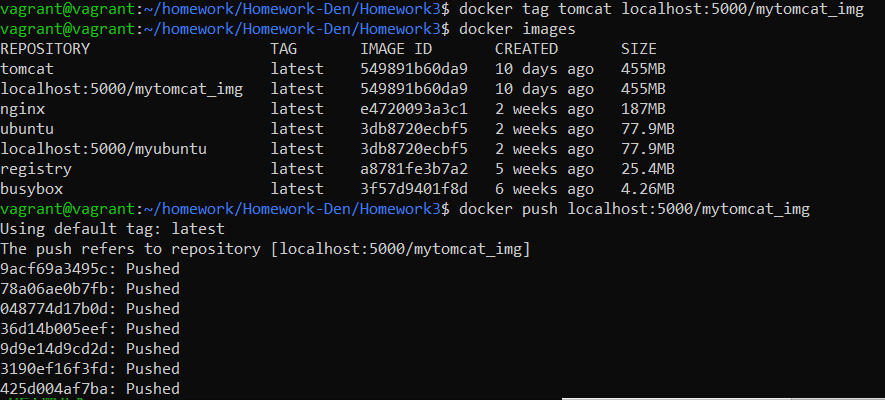 vagrant@vagrant:~/homework/Homework-Den/Homework3$ docker tag tomcat localhost:5000/mytomcat_img
vagrant@vagrant:~/homework/Homework-Den/Homework3$ docker images
REPOSITORY TAG IMAGE ID CREATED SIZE
tomcat latest 549891b60da9 10 days ago 455MB
localhost:5000/mytomcat_img latest 549891b60da9 10 days ago 455MB
nginx latest e4720093a3c1 2 weeks ago 187MB
ubuntu latest 3db8720ecbf5 2 weeks ago 77.9MB
localhost:5000/myubuntu latest 3db8720ecbf5 2 weeks ago 77.9MB
registry latest a8781fe3b7a2 5 weeks ago 25.4MB
busybox latest 3f57d9401f8d 6 weeks ago 4.26MB
vagrant@vagrant:~/homework/Homework-Den/Homework3$ docker push localhost:5000/mytomcat_img
Using default tag: latest
The push refers to repository [localhost:5000/mytomcat_img]
9acf69a3495c: Pushed
78a06ae0b7fb: Pushed
048774d17b0d: Pushed
36d14b005eef: Pushed
9d9e14d9cd2d: Pushed
3190ef16f3fd: Pushed
425d004af7ba: Pushed